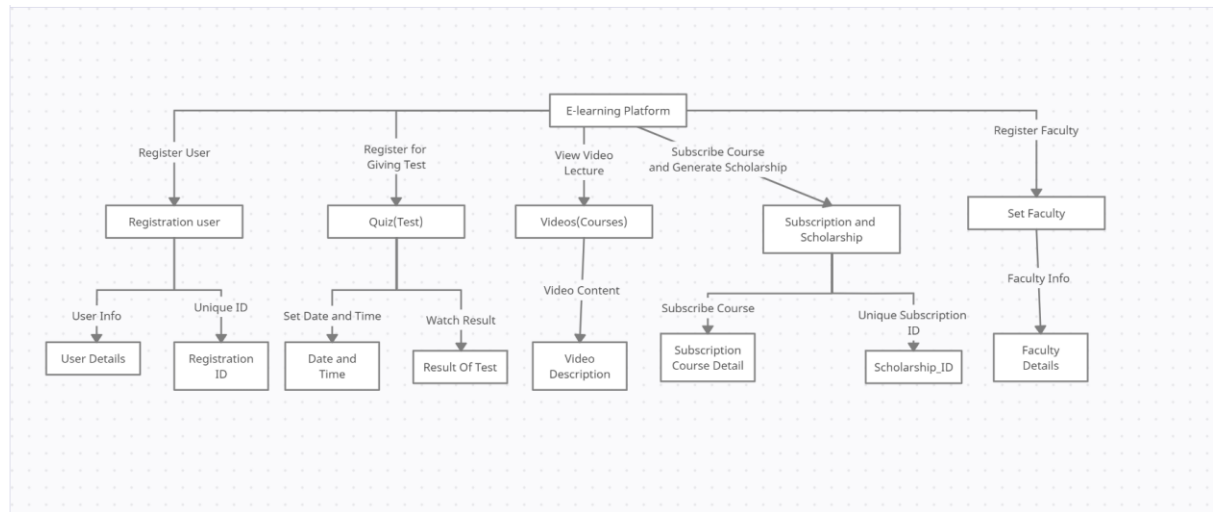 E-learning Platform
Register User
Register for
Giving Test
View Video
Lecture
Subscribe Course
and Generate Scholarship
Register Faculty
Registration user
Quiz(Test)
Videos(Courses)
Subscription and
Scholarship
Set Faculty
User Info
Unique ID
Set Date and Time
Watch Result
Video Content
Subscribe Course
Unique Subscription
ID
Faculty Info
User Details
Registration
ID
Date and
Time
Result Of Test
Video
Description
Subscription
Course Detail
Scholarship_ID
Faculty
Details